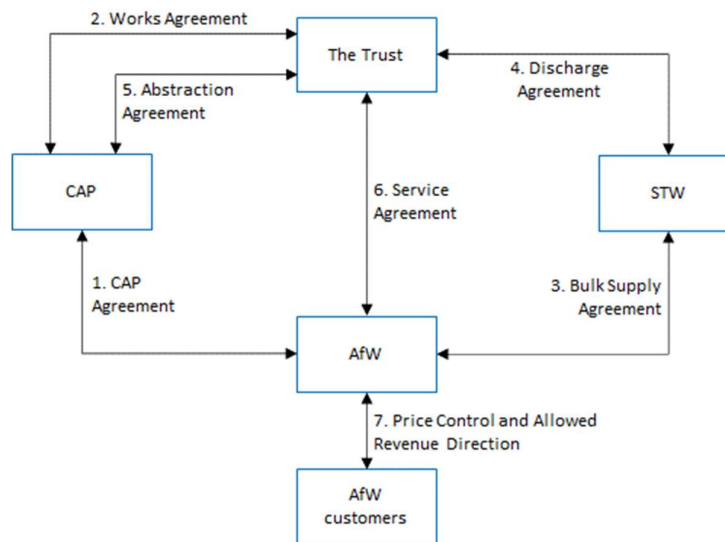 2. Works Agreement
The Trust
5. Abstraction
Agreement
4. Discharge
Agreement
CAP
6. Service
Agreement
STW
1. CAP
Agreement
3. Bulk Supply
Agreement
AfW
7. Price Control and Allowed
Revenue Direction
AfW
customers